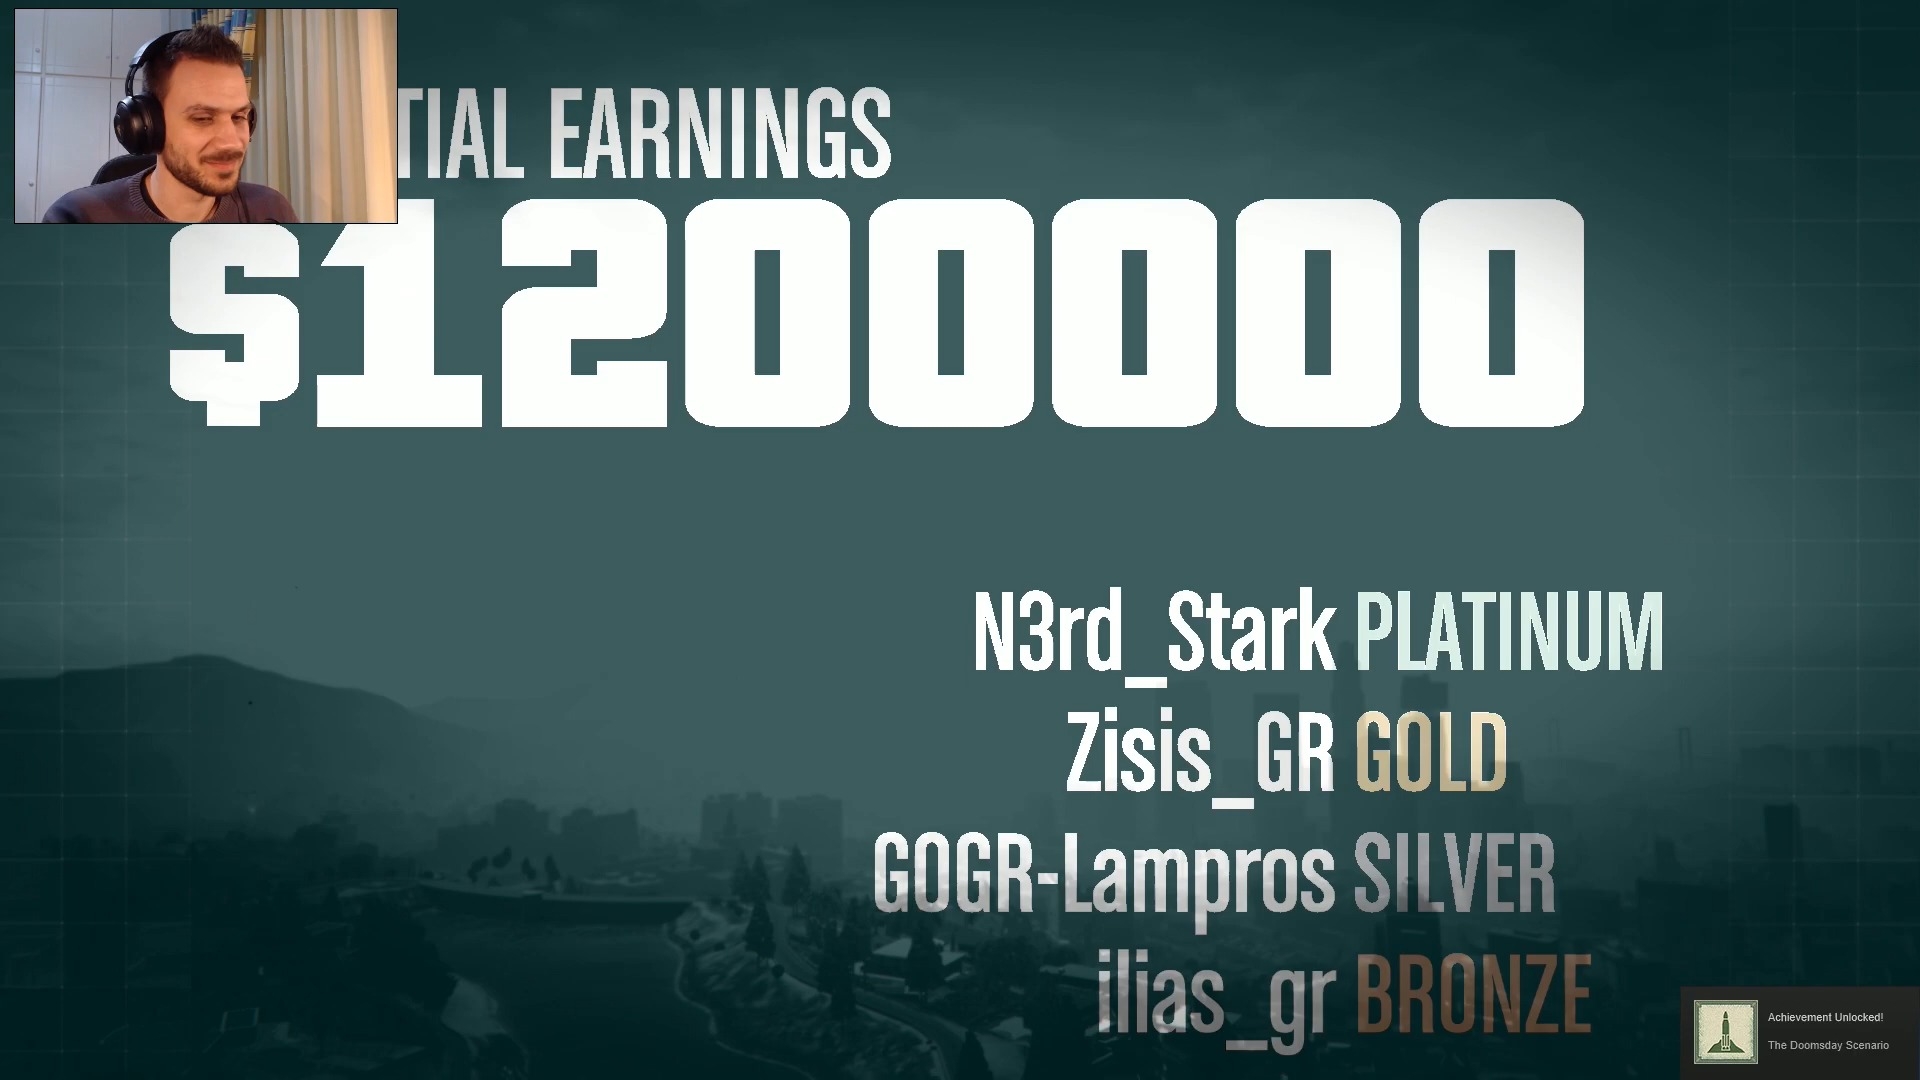 TIAL EARNINGS
$1200000
N3rd_Stark PLATINUM
Zisis_GR GOLD
GOGR-Lampros SILVER
ilias_gr BRONZE
Achievement Unlocked!
The Doomsday Scenario